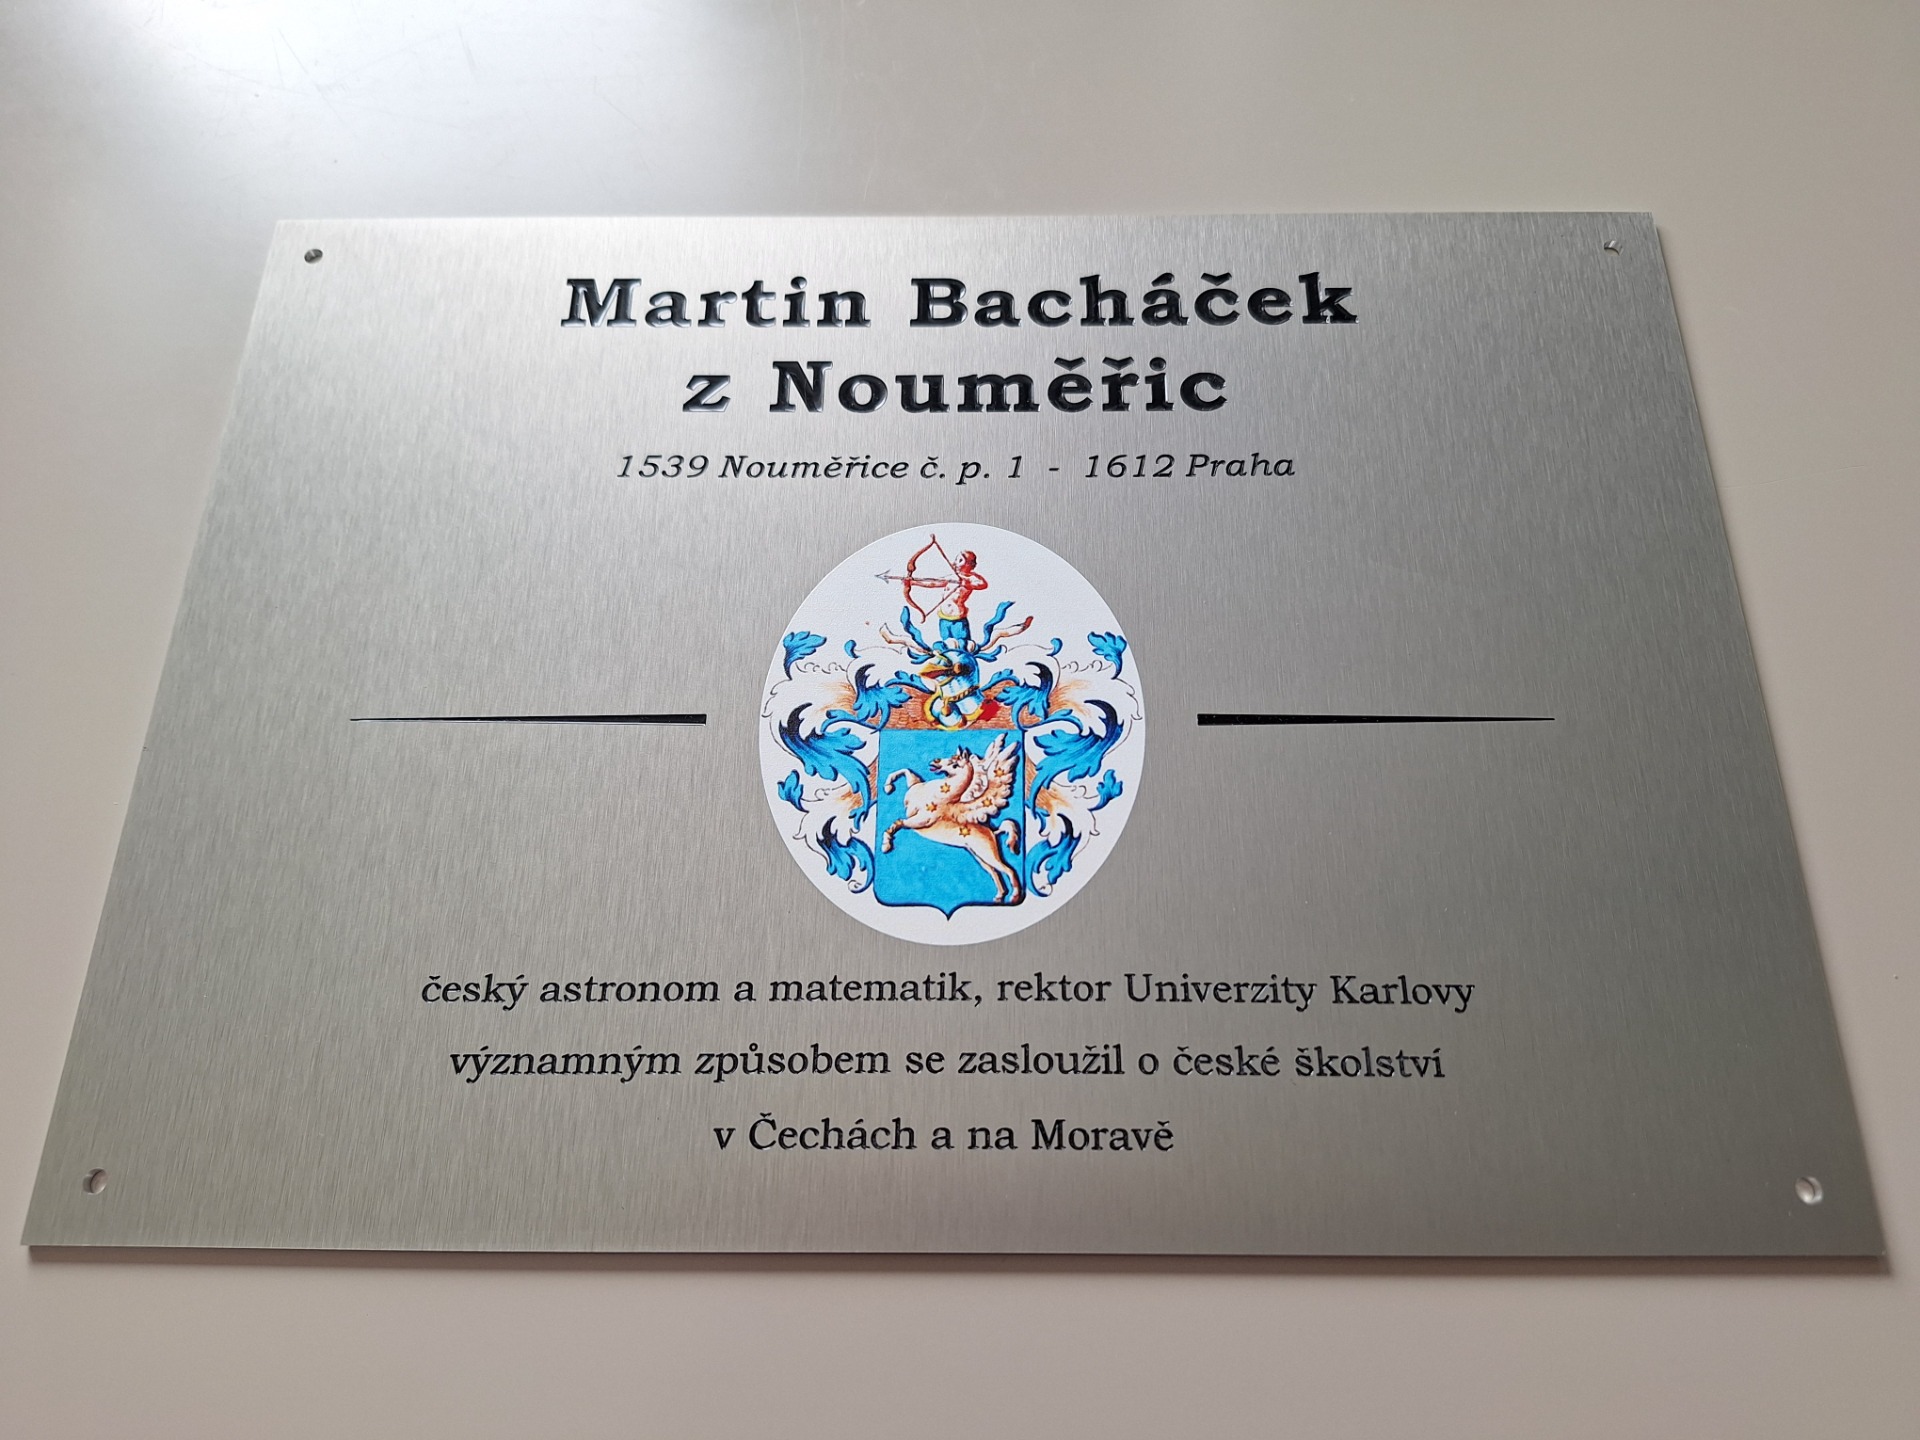 Martin Bacháček
z Nouměřic
1539 Nouměřice č. p. 1 - 1612 Praha
český astronom a matematik, rektor Univerzity Karlovy
významným způsobem se zasloužil o české školství
v Čechách a na Moravě